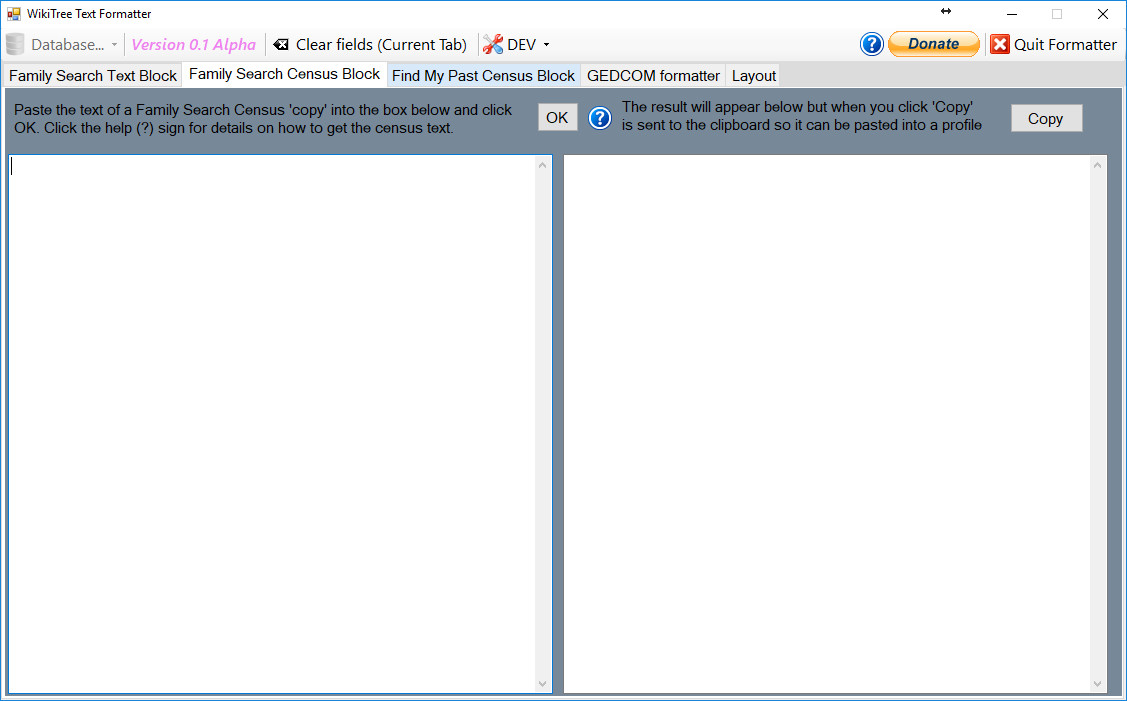 WikiTree Text Formatter
Database... Version 0.1 Alpha Clear fields (Current Tab) DEV ? Donate Quit Formatter
Family Search Text Block Family Search Census Block Find My Past Census Block GEDCOM formatter Layout
Paste the text of a Family Search Census 'copy' into the box below and click
OK. Click the help (?) sign for details on how to get the census text.
OK
?
The result will appear below but when you click 'Copy'
is sent to the clipboard so it can be pasted into a profile
Copy